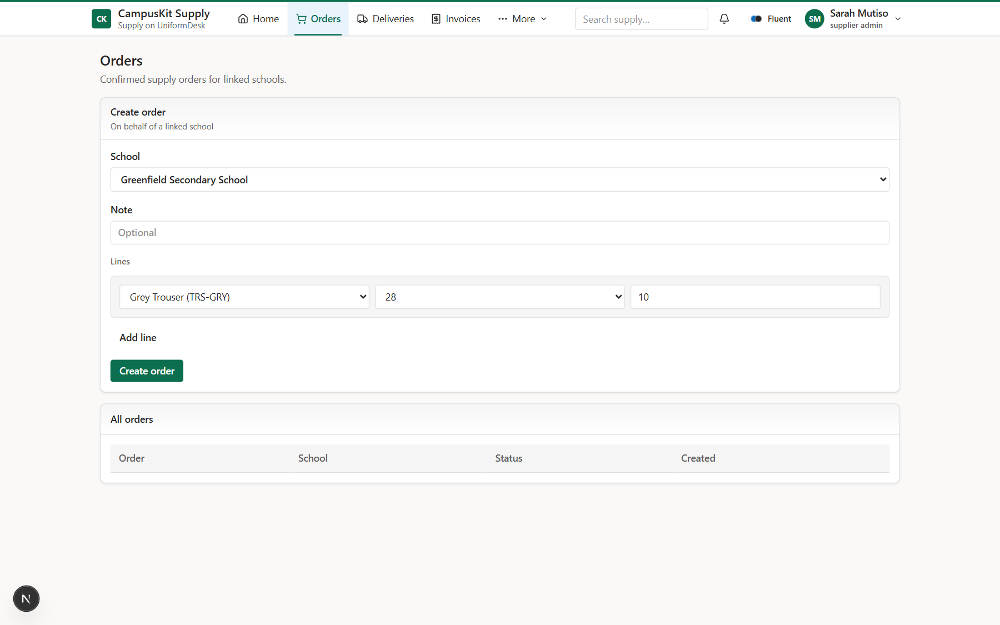 CK
CampusKit Supply
Supply on UniformDesk
Home
Orders
Deliveries
Invoices
More
Search supply...
Fluent
SM
Sarah Mutiso
supplier admin
Orders
Confirmed supply orders for linked schools.
Create order
On behalf of a linked school
School
Greenfield Secondary School
Note
Optional
Lines
Grey Trouser (TRS-GRY)
28
10
Add line
Create order
All orders
Order
School
Status
Created
N